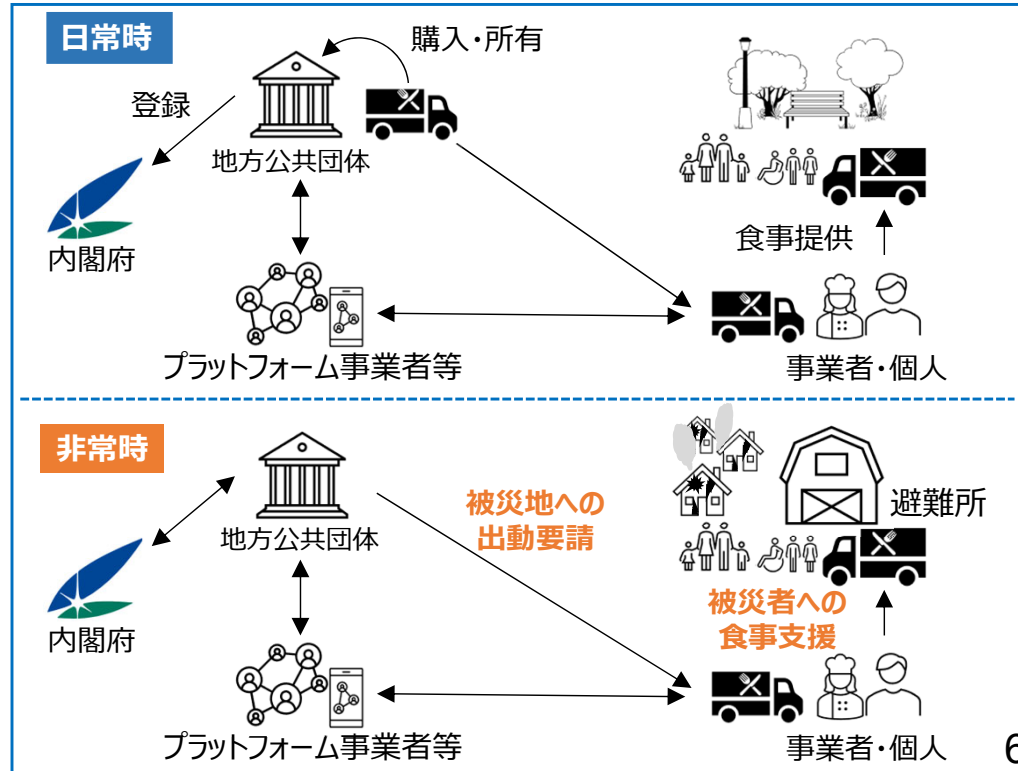 日常時
購入・所有
登録
地方公共団体
内閣府
食事提供
プラットフォーム事業者等
事業者・個人
非常時
地方公共団体
被災地への
出動要請
避難所
内閣府
被災者への
食事支援
プラットフォーム事業者等
事業者・個人
6